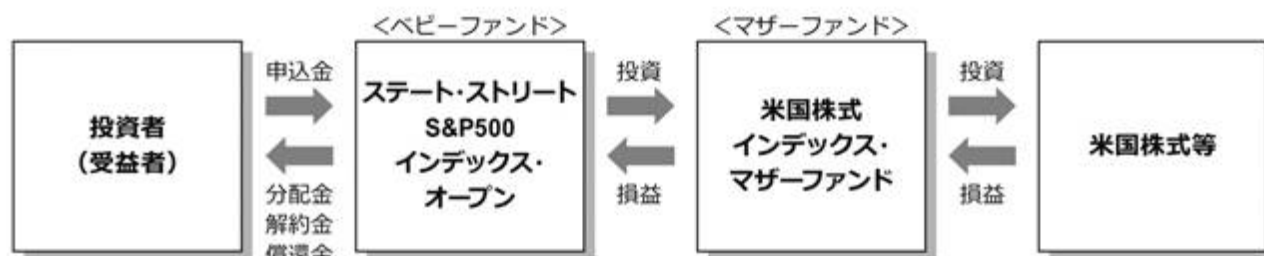 <ベビーファンド>
<マザーファンド>
投資者
(受益者)
申込金
分配金
解約金
償還金
ステート・ストリート
S&P500
インデックス・
オープン
投資
損益
米国株式
インデックス・
マザーファンド
投資
損益
米国株式等